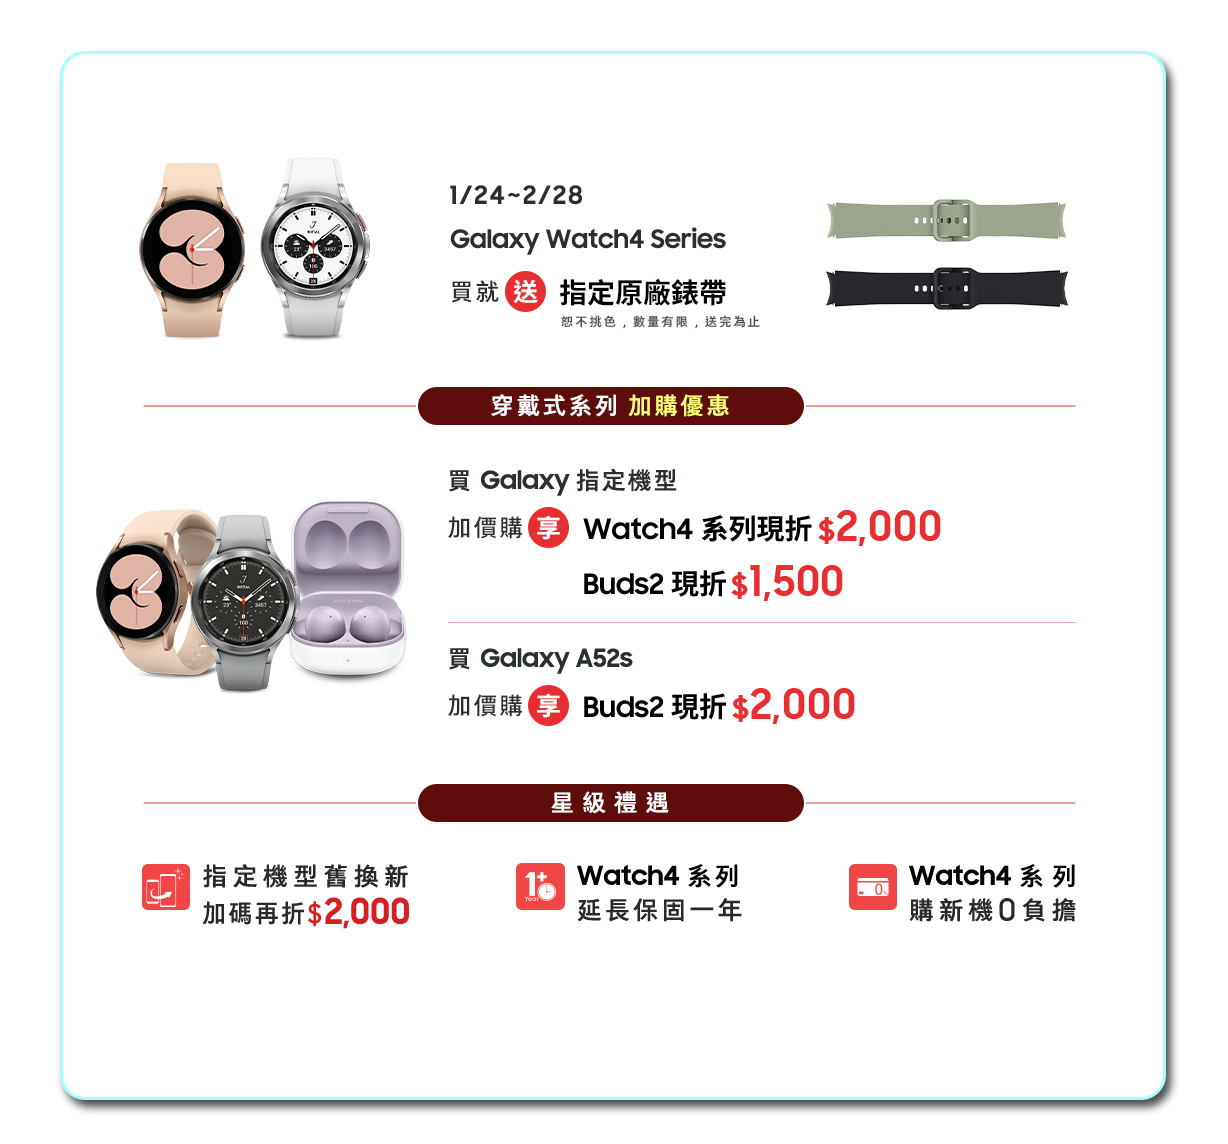 1/24~2/28
Galaxy Watch4 Series
買就 送 指定原廠錶帶
恕不挑色，數量有限，送完為止
穿戴式系列 加購優惠
買 Galaxy 指定機型
加價購 享 Watch4 系列現折 $2,000
Buds2 現折 $1,500
買 Galaxy A52s
加價購 享 Buds2 現折 $2,000
星級禮遇
指定機型舊換新
加碼再折$2,000
1+
Year
Watch4 系列
延長保固一年
0%
Watch4 系列
購新機0負擔